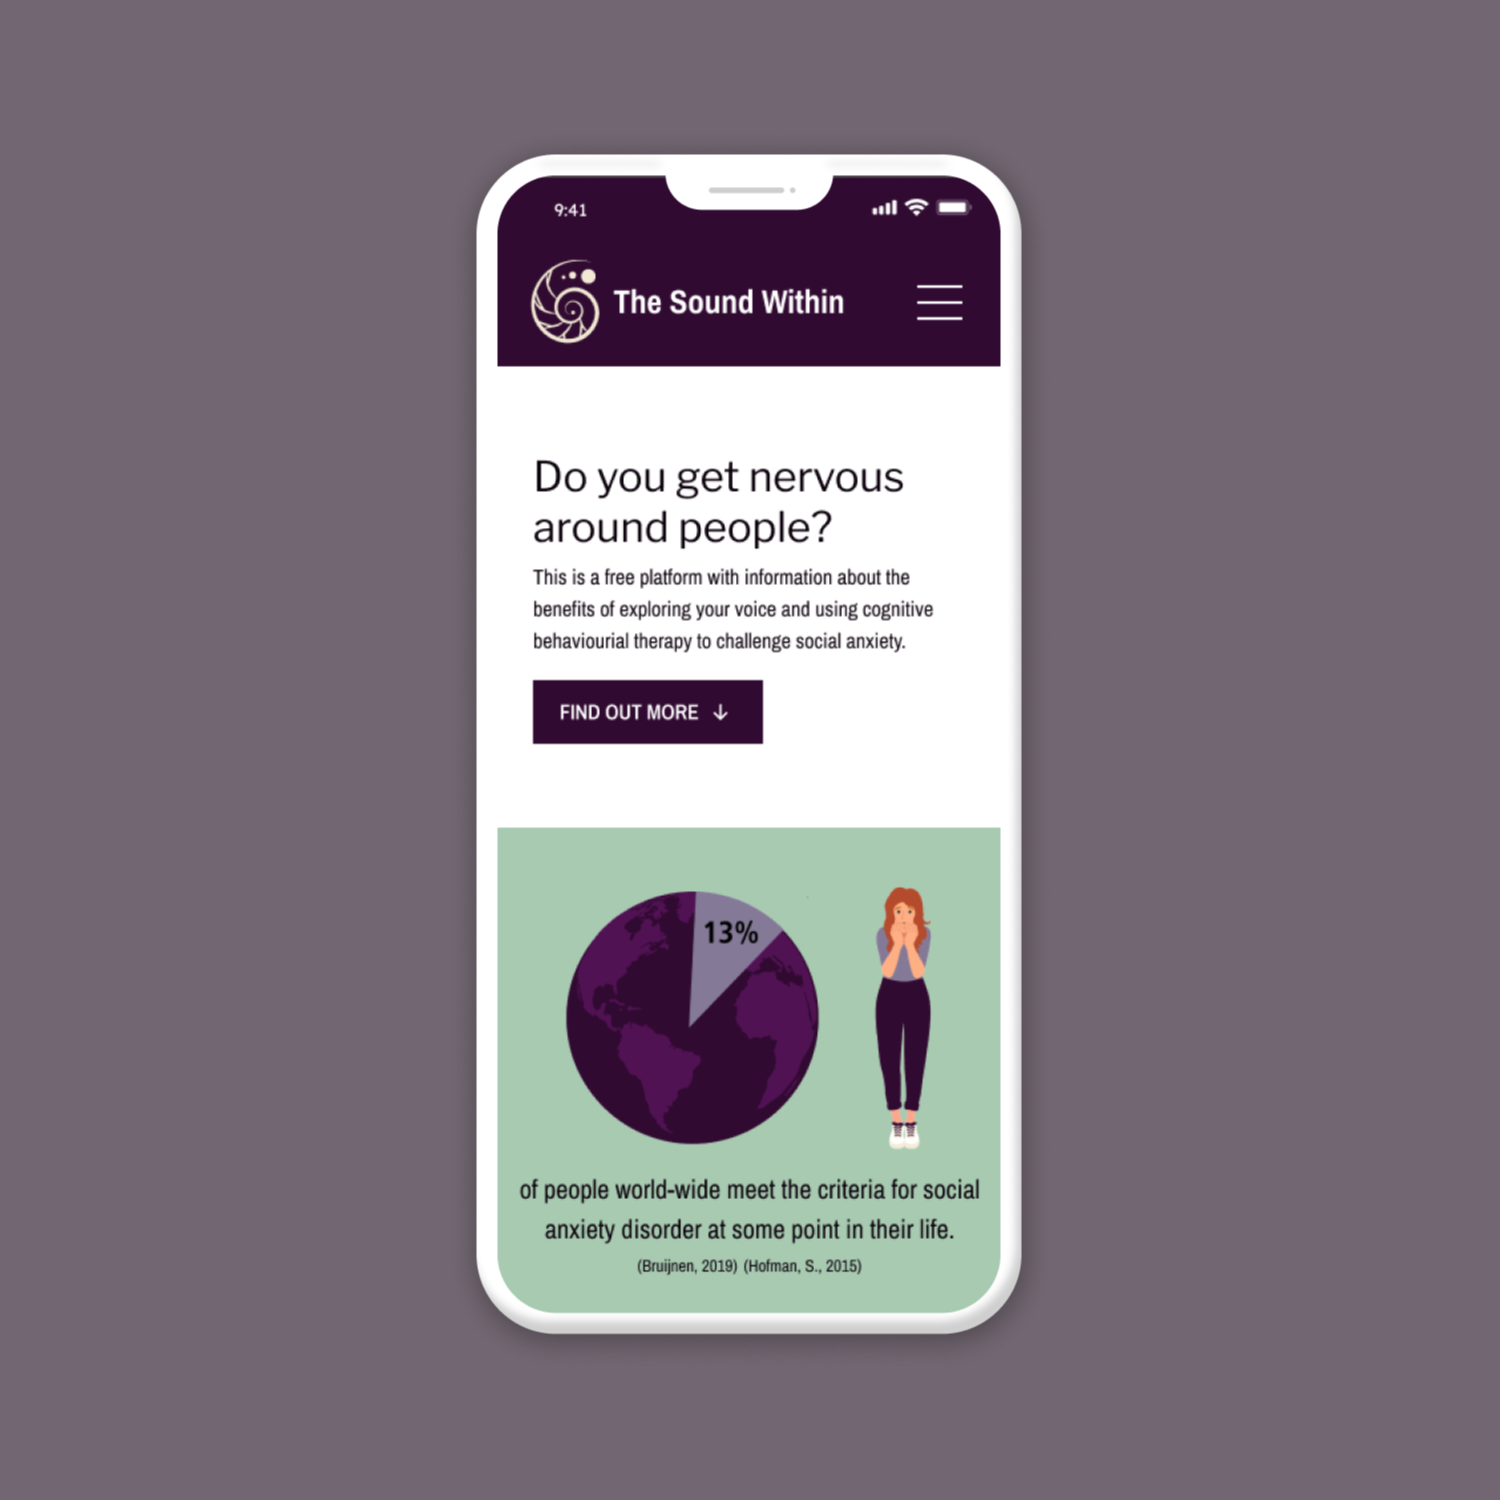 9:41
The Sound Within
Do you get nervous
around people?
This is a free platform with information about the
benefits of exploring your voice and using cognitive
behaviourial therapy to challenge social anxiety.
FIND OUT MORE ↓
13%
of people world-wide meet the criteria for social
anxiety disorder at some point in their life.
(Bruijnen, 2019) (Hofman, S., 2015)